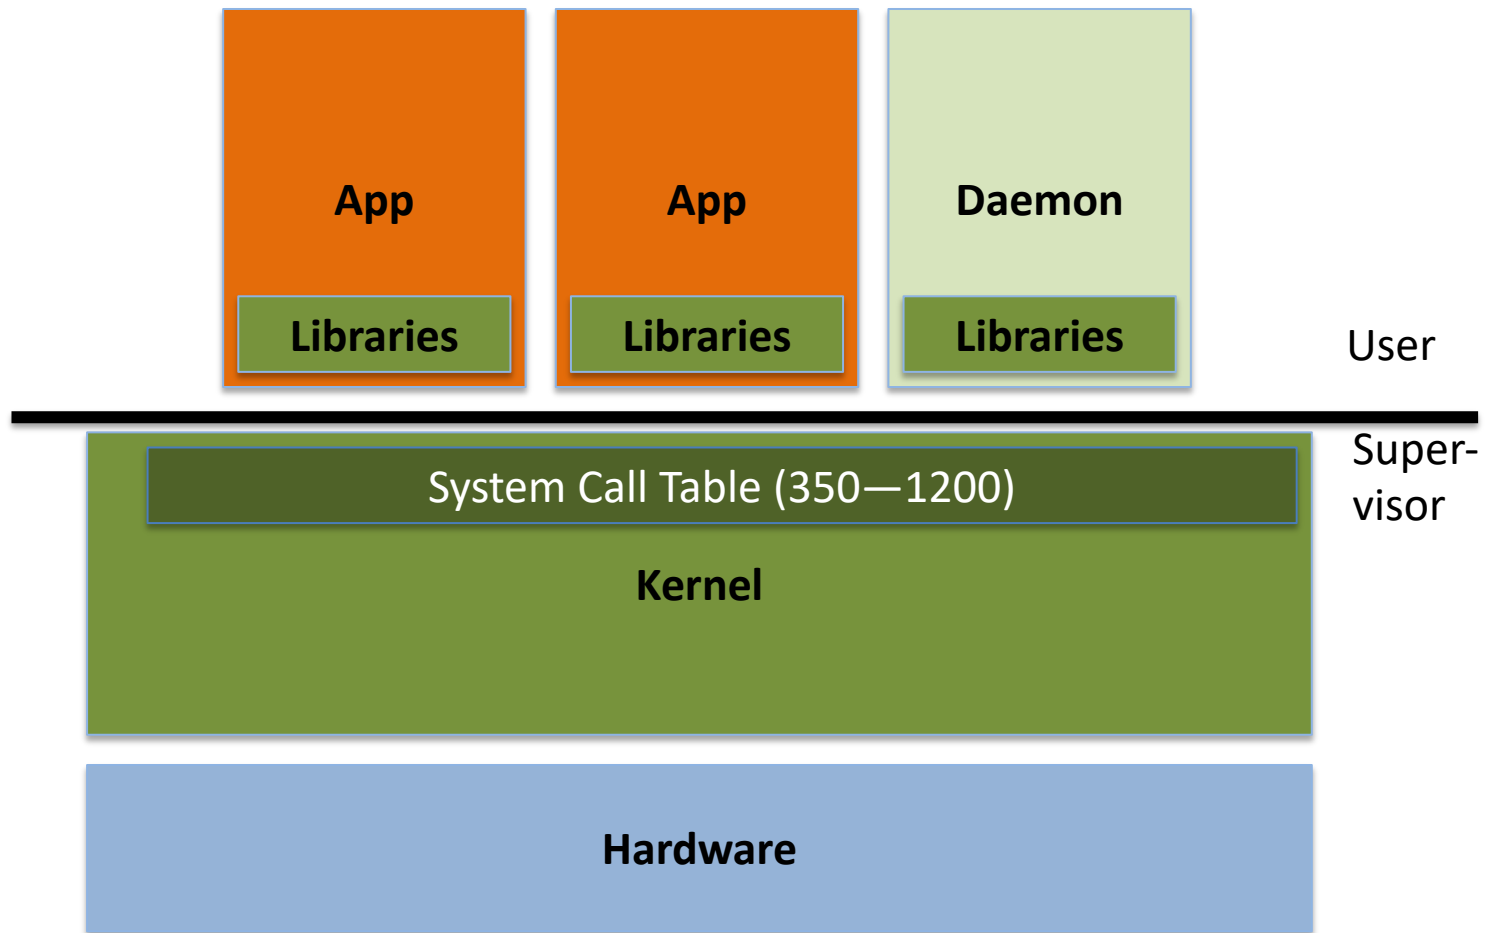 App
App
Daemon
Libraries
Libraries
Libraries
User
Super-
visor
System Call Table (350—1200)
Kernel
Hardware